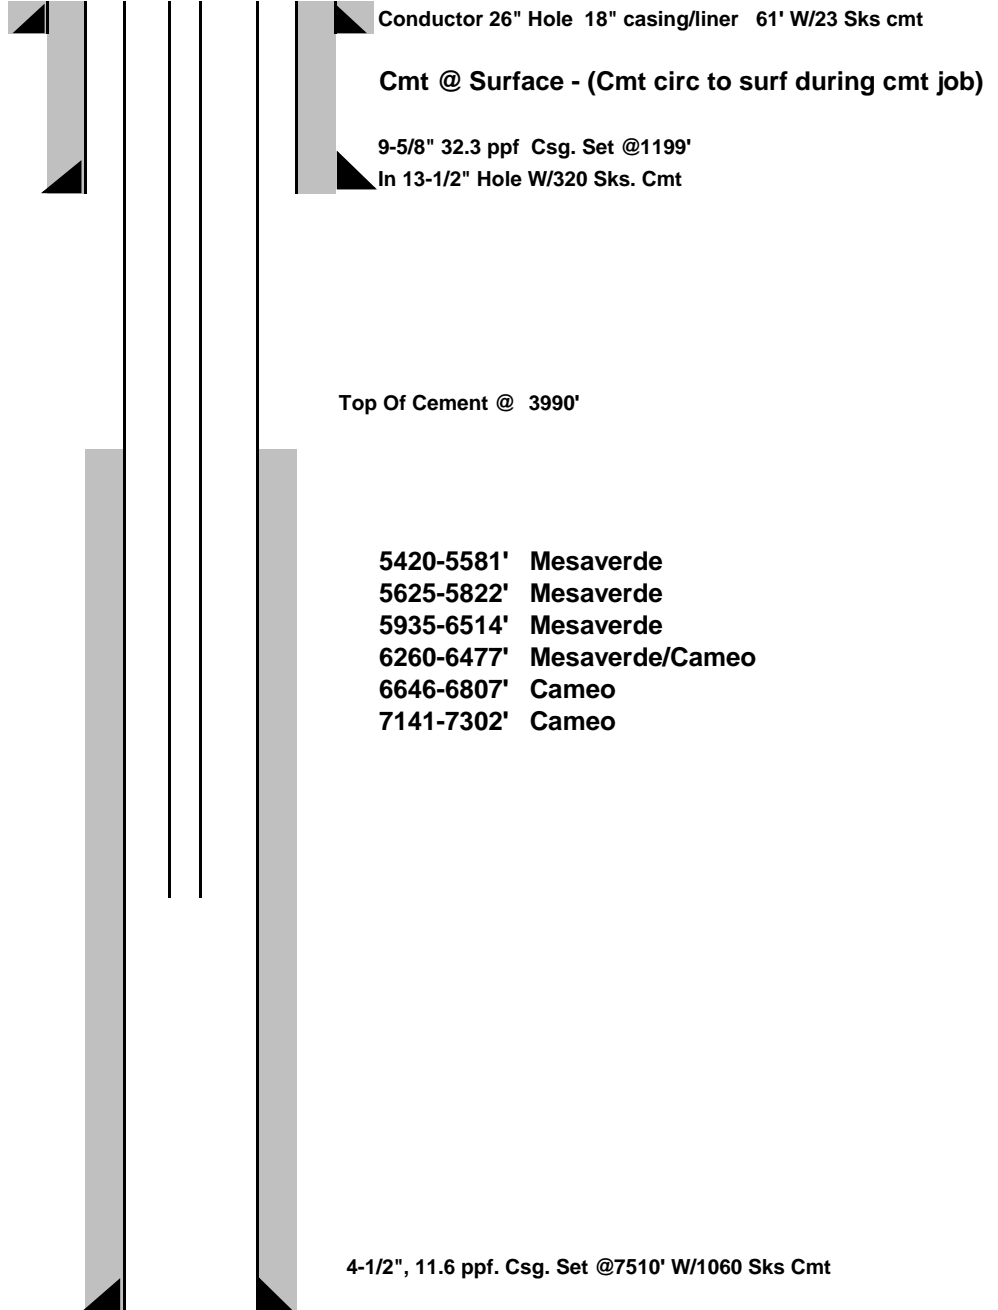 Conductor 26" Hole 18" casing/liner 61' W/23 Sks cmt
Cmt @ Surface - (Cmt circ to surf during cmt job)
9-5/8" 32.3 ppf Csg. Set @1199'
In 13-1/2" Hole W/320 Sks. Cmt
Top Of Cement @ 3990'
5420-5581' Mesaverde
5625-5822' Mesaverde
5935-6514' Mesaverde
6260-6477' Mesaverde/Cameo
6646-6807' Cameo
7141-7302' Cameo
4-1/2", 11.6 ppf. Csg. Set @7510' W/1060 Sks Cmt